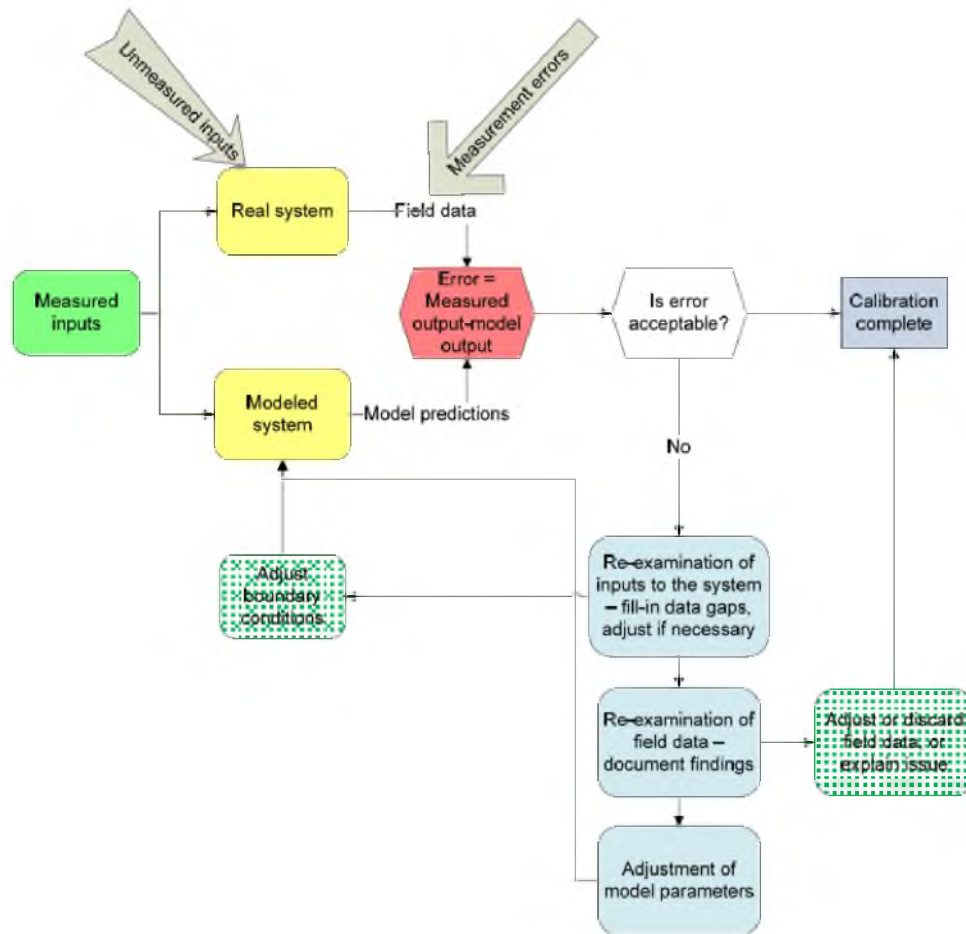 Unmeasured inputs
Measurement errors
Real system
Field data
Measured
inputs
Error =
Measured
output-model
output
Is error
acceptable?
Calibration
complete
Modeled
system
Model predictions
No
Adjust
boundary
conditions
Re-examination of
inputs to the system
– fill-in data gaps,
adjust if necessary
Re-examination of
field data –
document findings
Adjust or discard
field data, or
explain issue
Adjustment of
model parameters